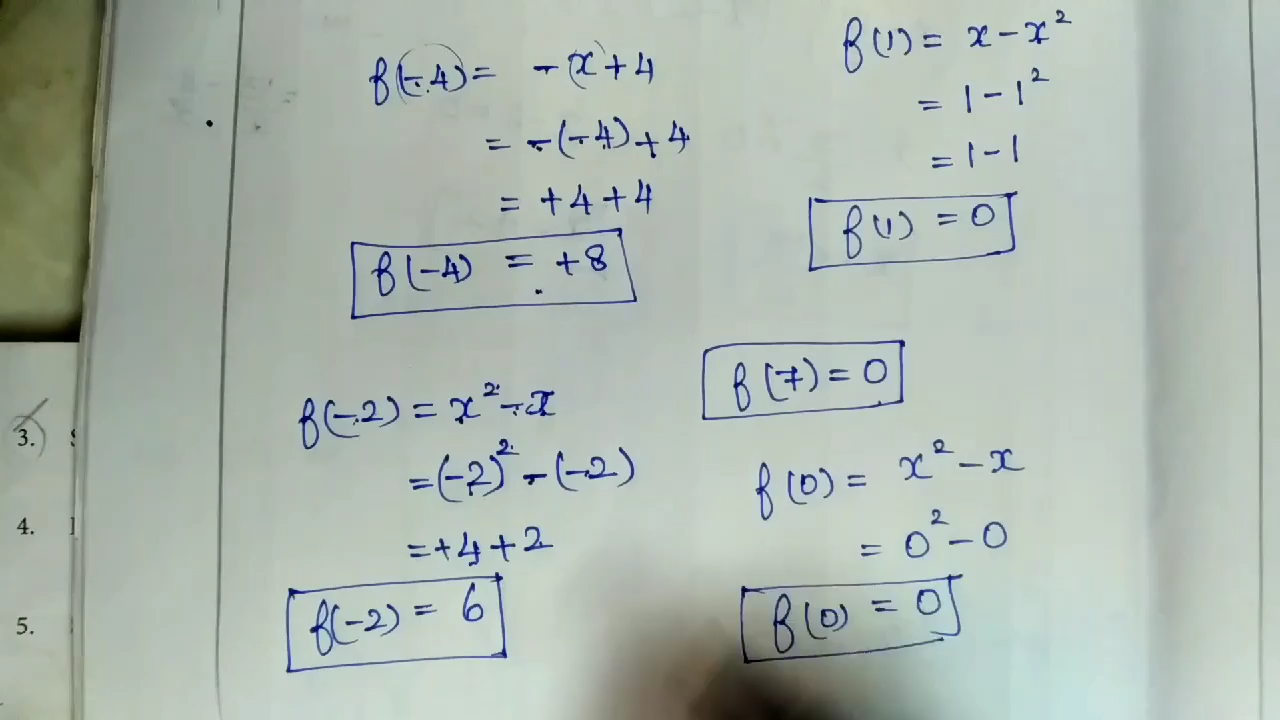 f(-4) = -(x)+4
= -(-4)+4
= +4+4
f(-4) = +8
f(1) = x-x²
= 1-1²
= 1-1
f(1) = 0
f(-2) = x²-x
= (-2)²-(-2)
= +4+2
f(-2) = 6
f(7) = 0
f(0) = x²-x
= 0²-0
f(0) = 0
3.
4.
5.